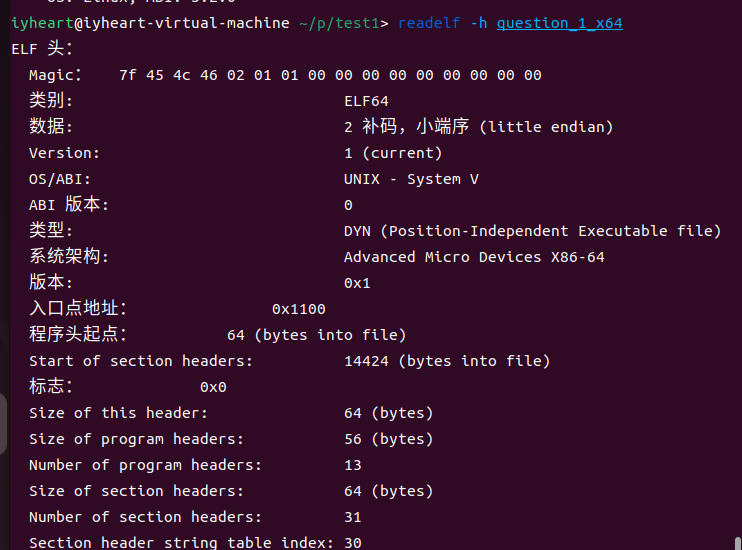 iyheart@iyheart-virtual-machine ~/p/test1> readelf -h question_1_x64
ELF 头：
  Magic：   7f 45 4c 46 02 01 01 00 00 00 00 00 00 00 00 00
  类别:                              ELF64
  数据:                              2 补码，小端序 (little endian)
  Version:                           1 (current)
  OS/ABI:                            UNIX - System V
  ABI 版本:                          0
  类型:                              DYN (Position-Independent Executable file)
  系统架构:                          Advanced Micro Devices X86-64
  版本:                              0x1
  入口点地址：               0x1100
  程序头起点：          64 (bytes into file)
  Start of section headers:          14424 (bytes into file)
  标志：             0x0
  Size of this header:               64 (bytes)
  Size of program headers:           56 (bytes)
  Number of program headers:         13
  Size of section headers:           64 (bytes)
  Number of section headers:         31
  Section header string table index: 30